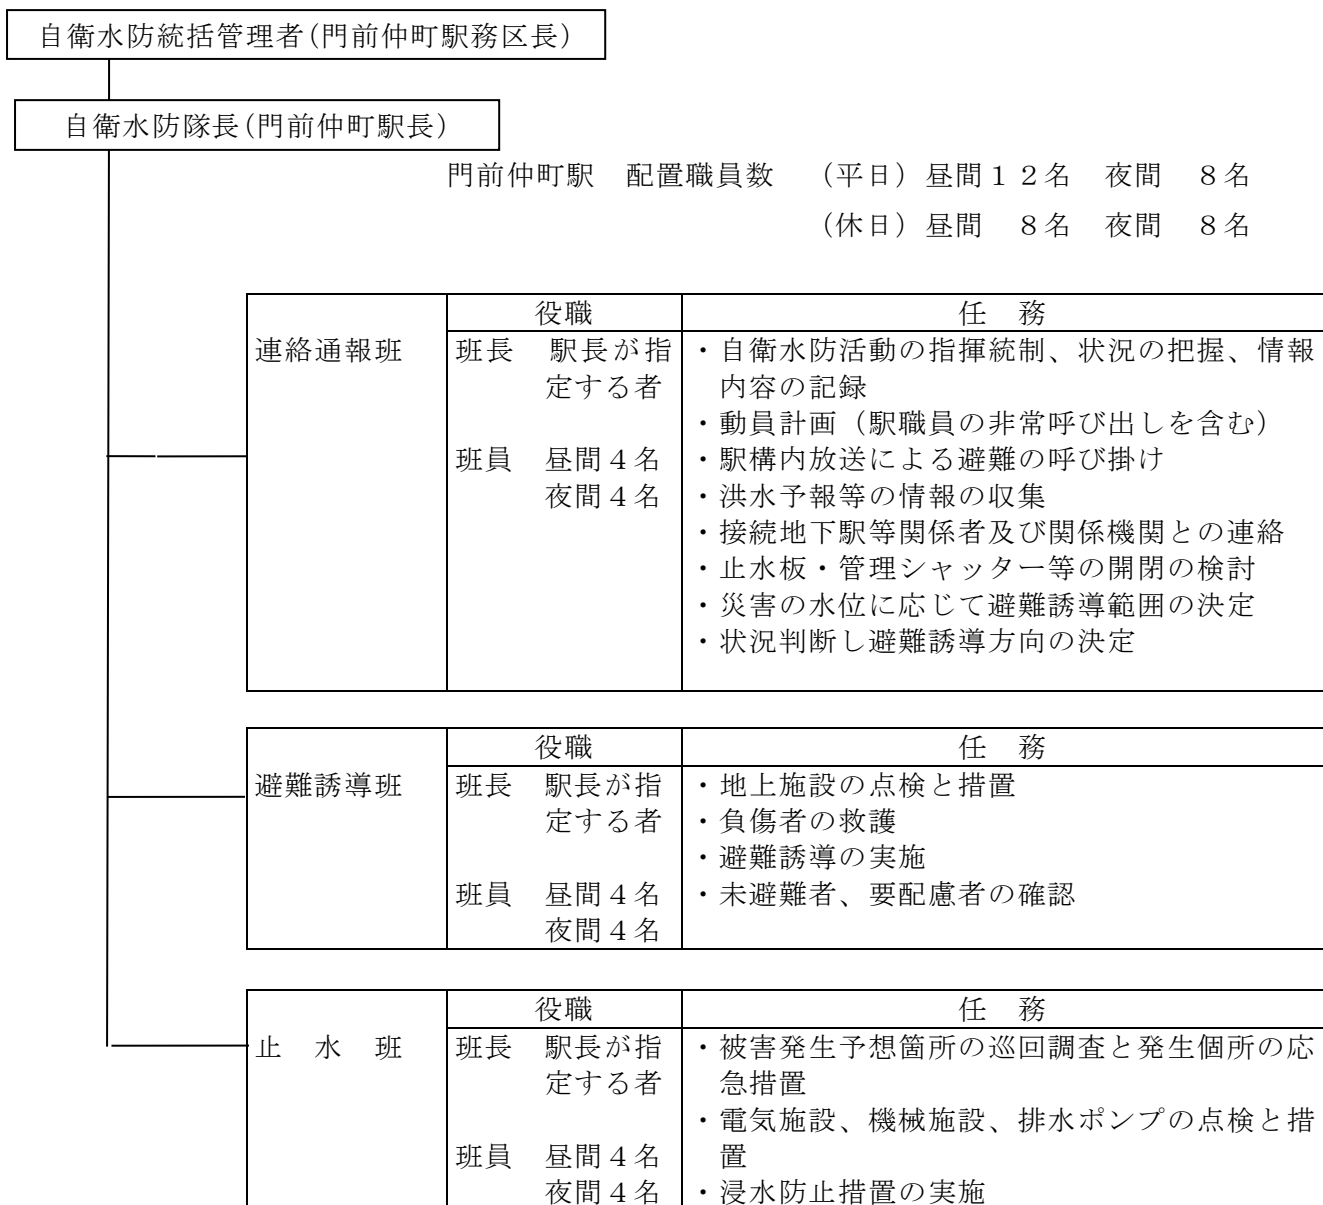 自衛水防統括管理者(門前仲町駅務区長)
自衛水防隊長(門前仲町駅長)
門前仲町駅　配置職員数　（平日）昼間１２名　夜間　８名
（休日）昼間　８名　夜間　８名
役職　任　務
連絡通報班
班長　駅長が指
定する者
班員　昼間４名
夜間４名
・自衛水防活動の指揮統制、状況の把握、情報
内容の記録
・動員計画（駅職員の非常呼び出しを含む）
・駅構内放送による避難の呼び掛け
・洪水予報等の情報の収集
・接続地下駅等関係者及び関係機関との連絡
・止水板・管理シャッター等の開閉の検討
・災害の水位に応じて避難誘導範囲の決定
・状況判断し避難誘導方向の決定
役職　任　務
避難誘導班
班長　駅長が指
定する者
班員　昼間４名
夜間４名
・地上施設の点検と措置
・負傷者の救護
・避難誘導の実施
・未避難者、要配慮者の確認
役職　任　務
止　水　班
班長　駅長が指
定する者
班員　昼間４名
夜間４名
・被害発生予想箇所の巡回調査と発生個所の応
急措置
・電気施設、機械施設、排水ポンプの点検と措
置
・浸水防止措置の実施